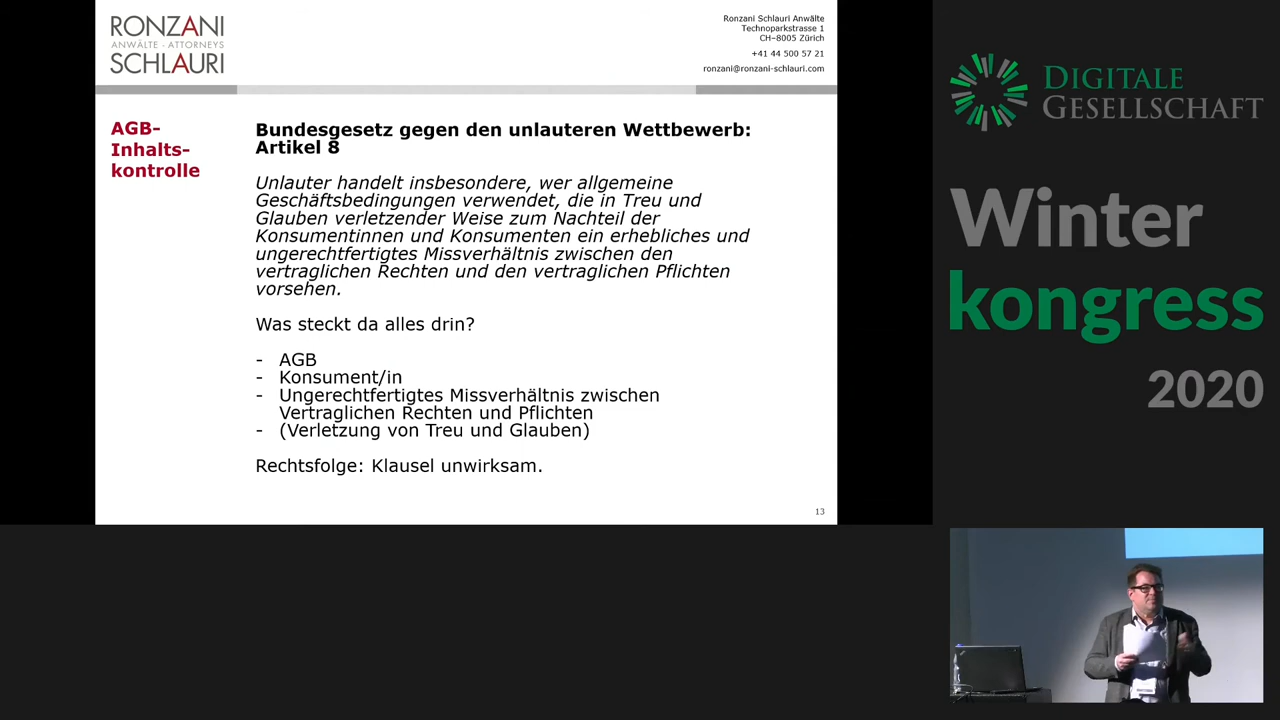 RONZANI
ANWÄLTE - ATTORNEYS
SCHLAURI
Ronzani Schlauri Anwälte
Technoparkstrasse 1
CH–8005 Zürich
+41 44 500 57 21
ronzani@ronzani-schlauri.com
AGB-
Inhalts-
kontrolle
Bundesgesetz gegen den unlauteren Wettbewerb:
Artikel 8
Unlauter handelt insbesondere, wer allgemeine
Geschäftsbedingungen verwendet, die in Treu und
Glauben verletzender Weise zum Nachteil der
Konsumentinnen und Konsumenten ein erhebliches und
ungerechtfertigtes Missverhältnis zwischen den
vertraglichen Rechten und den vertraglichen Pflichten
vorsehen.
Was steckt da alles drin?
- AGB
- Konsument/in
- Ungerechtfertigtes Missverhältnis zwischen
Vertraglichen Rechten und Pflichten
- (Verletzung von Treu und Glauben)
Rechtsfolge: Klausel unwirksam.
13
DIGITALE
GESELLSCHAFT
Winter
kongress
2020